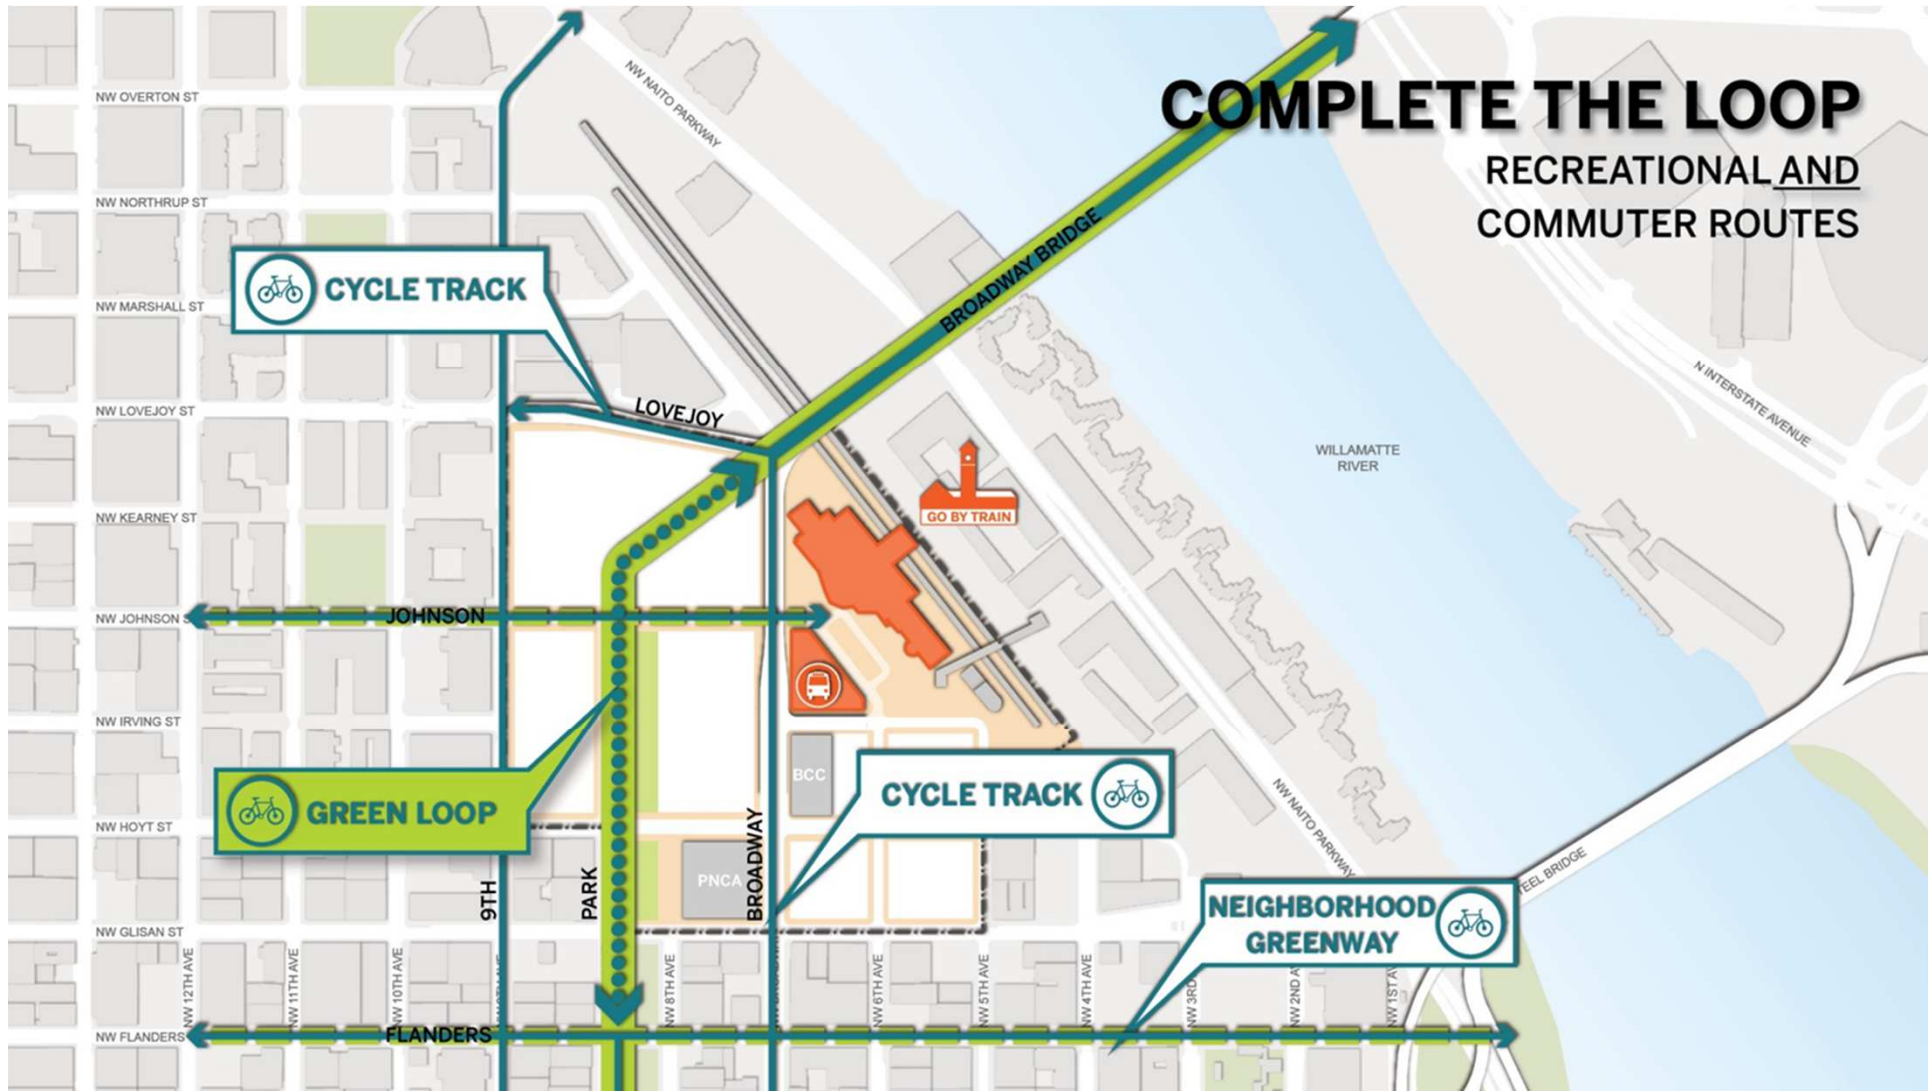 COMPLETE THE LOOP
RECREATIONAL AND
COMMUTER ROUTES
NW OVERTON ST
NW NAITO PARKWAY
NW NORTHRUP ST
BROADWAY BRIDGE
CYCLE TRACK
NW MARSHALL ST
N INTERSTATE AVENUE
NW LOVEJOY ST
LOVEJOY
WILLAMATTE
RIVER
GO BY TRAIN
NW KEARNEY ST
NW JOHNSON S
JOHNSON
NW IRVING ST
BCC
CYCLE TRACK
GREEN LOOP
NW HOYT ST
NW NAITO PARKWAY
TEEL BRIDGE
9TH
PARK
PNCA
BROADWAY
NEIGHBORHOOD
GREENWAY
NW GLISAN ST
NW 12TH AVE
NW 11TH AVE
NW 10TH AVE
NW 8TH AVE
NW 6TH AVE
NW 5TH AVE
NW 4TH AVE
NW 3RD
NW 2ND A
NW 1ST AV
NW FLANDERS
FLANDERS